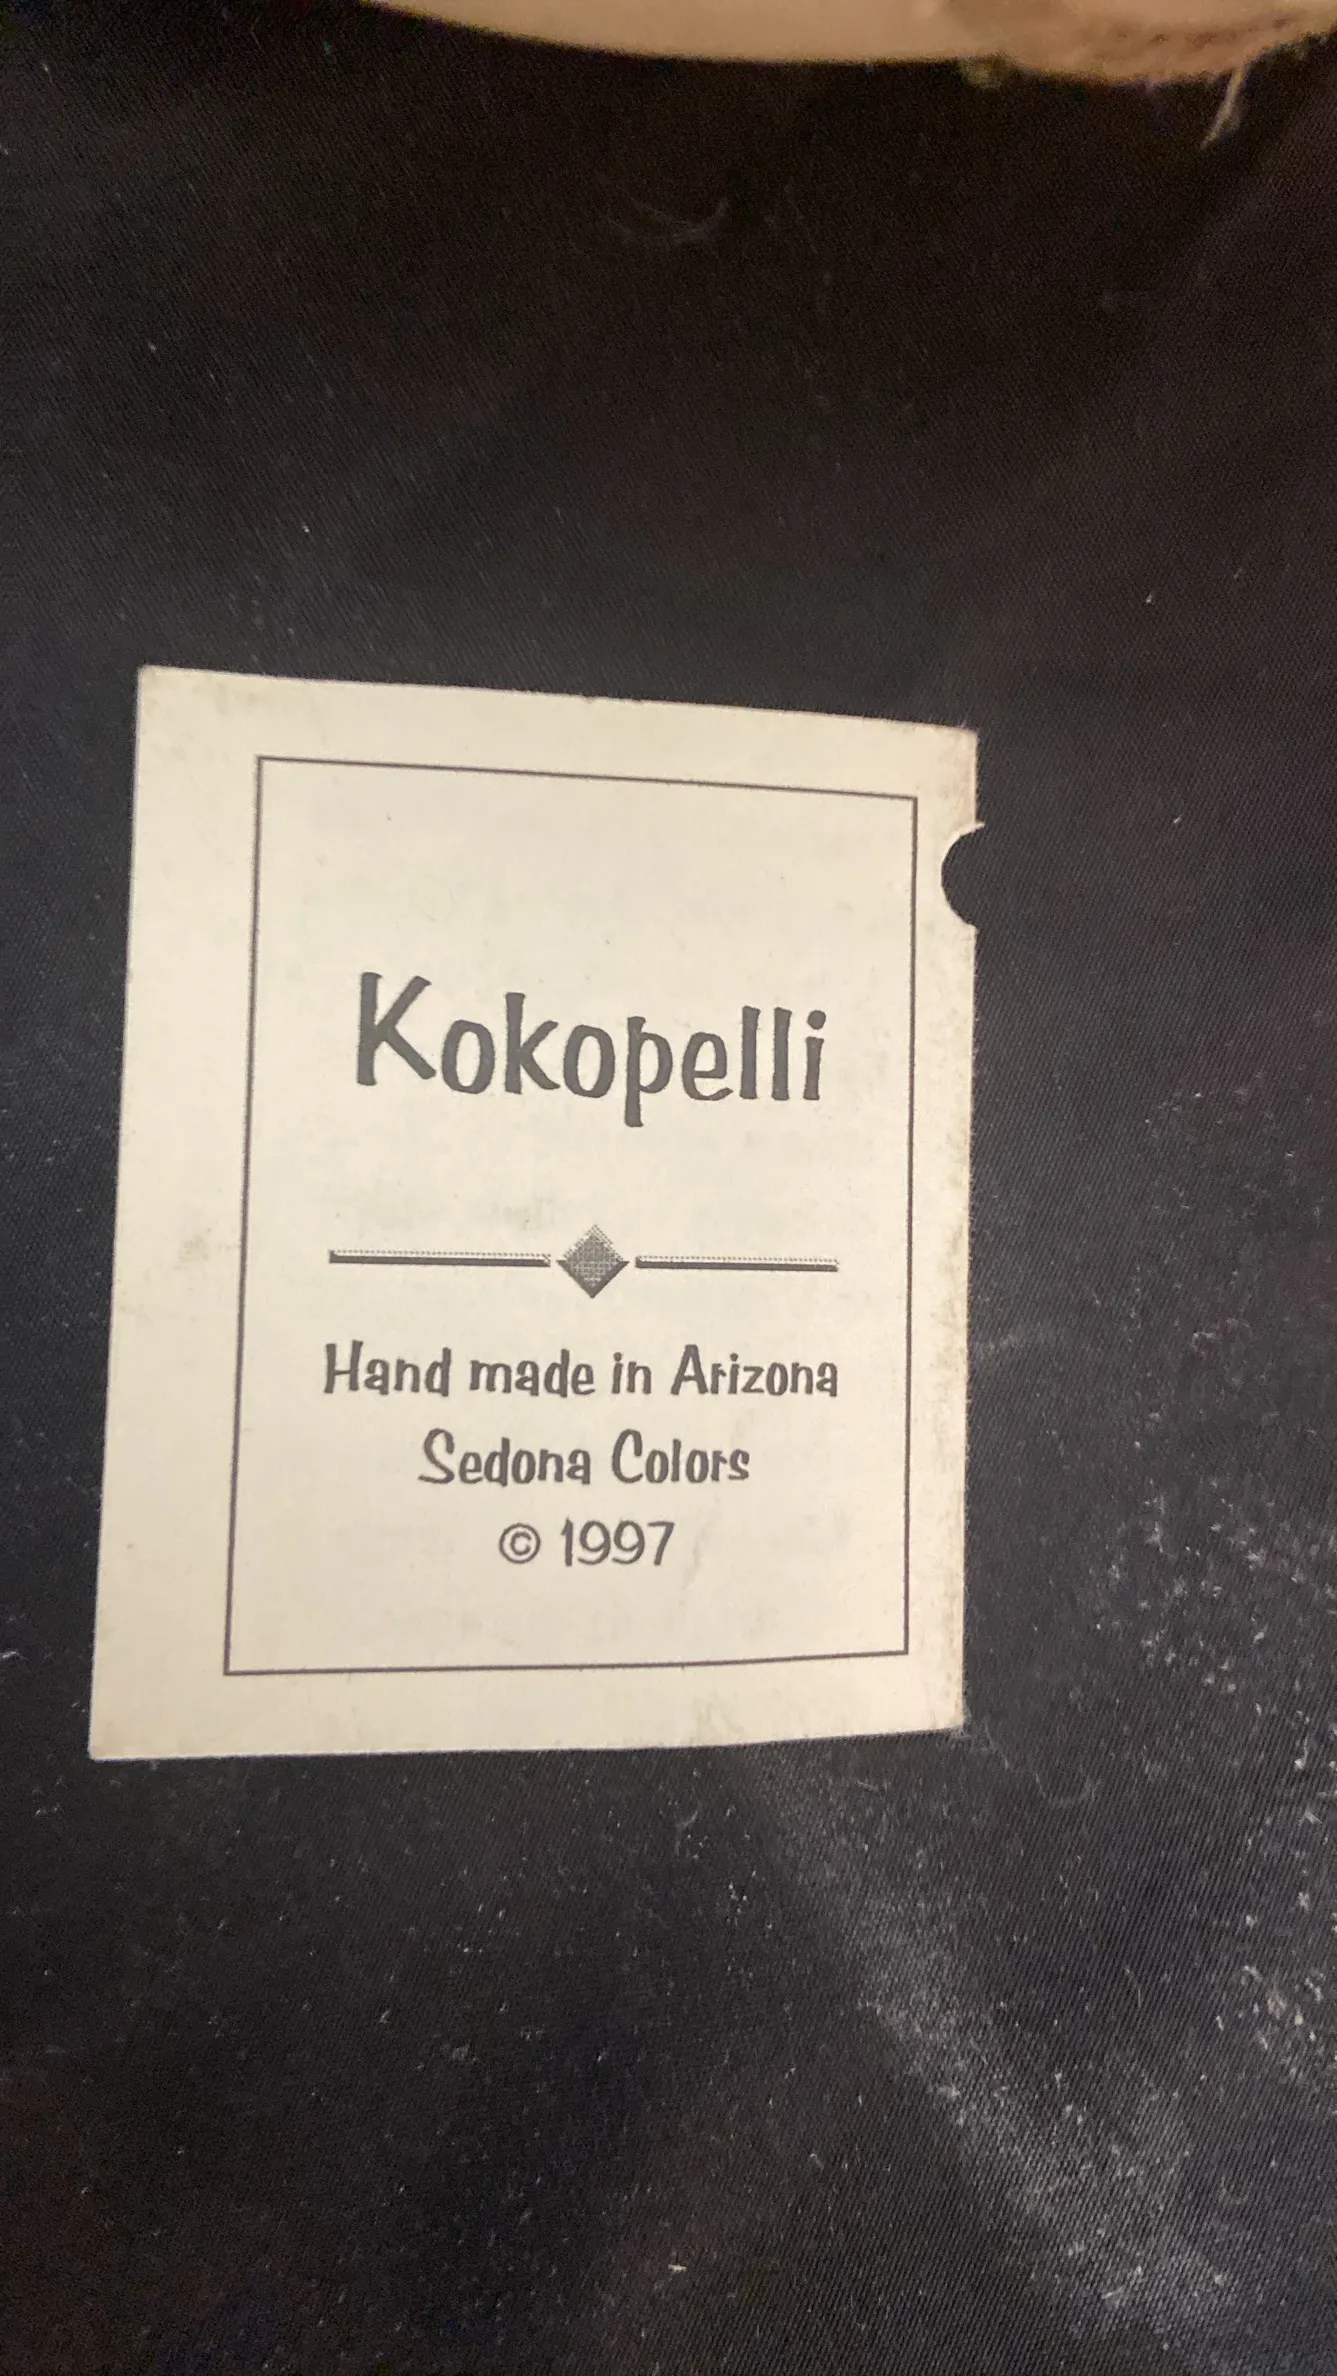 Kokopelli
Hand made in Arizona
Sedona Colors
© 1997